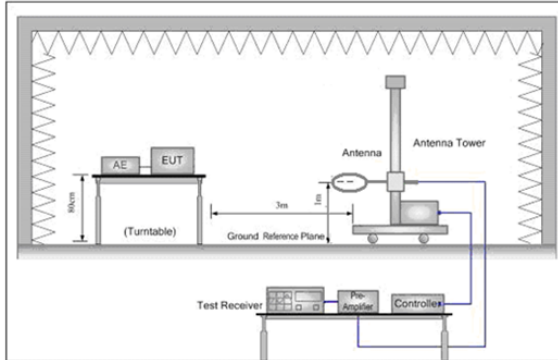 Antenna Tower
Antenna
EUT
AE
80cm
3m
1m
(Turntable)
Ground Reference Plane
Test Receiver
Pre-
Amplifier
Controller